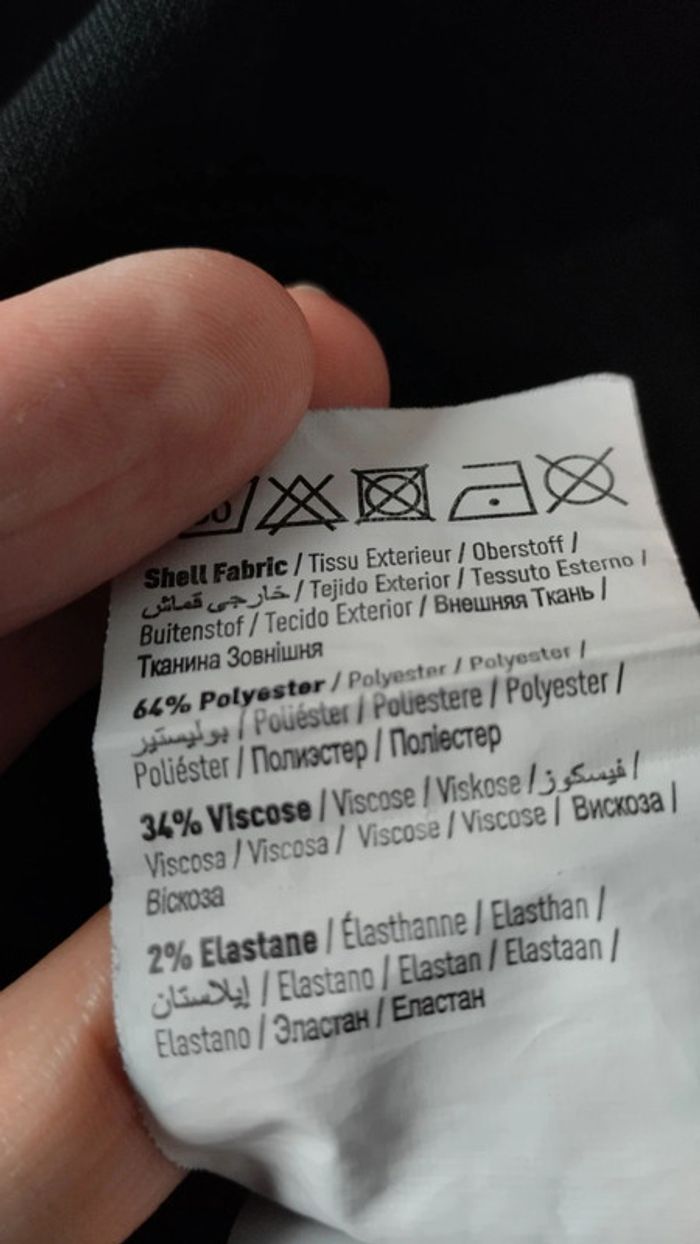 Shell Fabric / Tissu Exterieur / Oberstoff /
خارجى قماش / Tejido Exterior / Tessuto Esterno /
Buitenstof / Tecido Exterior / Внешняя Ткань /
Тканина Зовнішня
64% Polyester / Polyester / Polyester /
بوليستير / Poliéster / Poliestere / Polyester /
Poliéster / Полиэстер / Поліестер
34% Viscose / Viscose / Viskose / فيسكوز /
Viscosa / Viscosa / Viscose / Viscose / Вискоза /
Віскоза
2% Elastane / Élasthanne / Elasthan /
إيلاستان / Elastano / Elastan / Elastaan /
Elastano / Эластан / Еластан